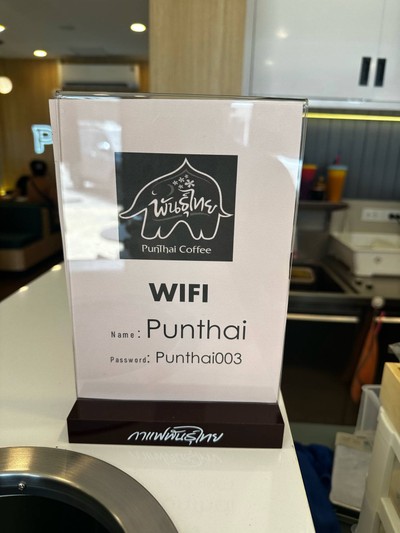 พันธุ์ไทย
PunThai Coffee
WIFI
Name: Punthai
Password: Punthai003
กาแฟพันธุ์ไทย
P